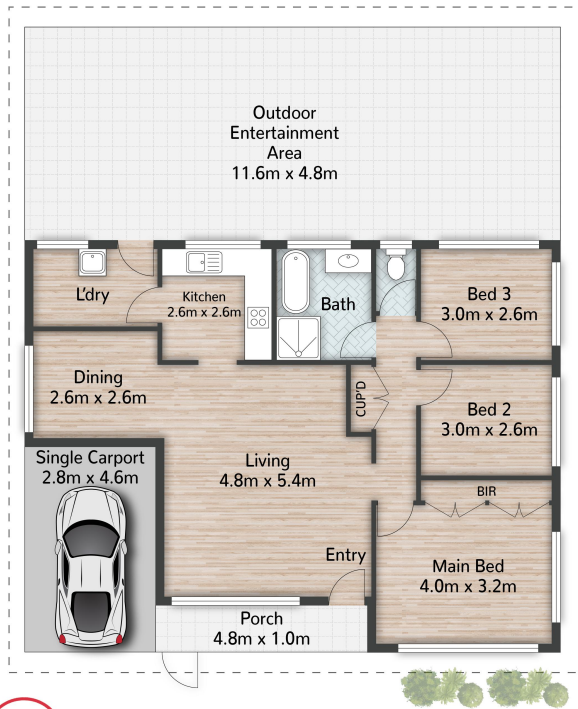 Outdoor
Entertainment
Area
11.6m x 4.8m
L'dry
Kitchen
2.6m x 2.6m
Bath
Bed 3
3.0m x 2.6m
Dining
2.6m x 2.6m
CUP'D
Bed 2
3.0m x 2.6m
Single Carport
2.8m x 4.6m
Living
4.8m x 5.4m
BIR
Entry
Main Bed
4.0m x 3.2m
Porch
4.8m x 1.0m